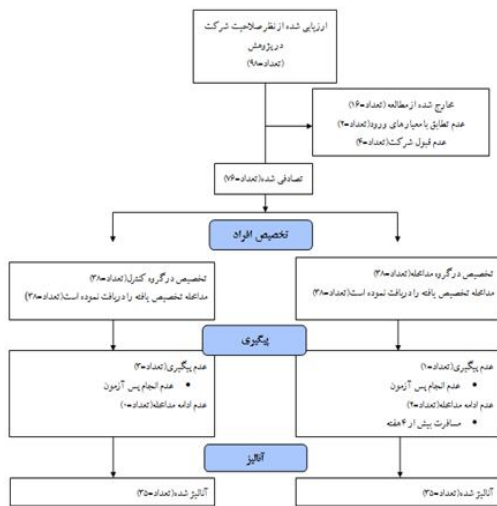 ارزیابی شده از نظر صلاحیت شرکت
در پژوهش
(تعداد=۹۸)
خارج شده از مطالعه (تعداد=۱۶)
عدم تطابق با معیارهای ورود(تعداد=۲)
عدم قبول شرکت(تعداد=۴)
تصادفی شده(تعداد=۷۶)
تخصیص افراد
تخصیص در گروه مداخله(تعداد=۳۸)
مداخله تخصیص یافته را دریافت نموده است(تعداد=۳۸)
تخصیص در گروه کنترل(تعداد=۳۸)
مداخله تخصیص یافته را دریافت نموده است(تعداد=۳۸)
پیگیری
عدم پیگیری(تعداد=۱)
• عدم انجام پس آزمون
عدم ادامه مداخله(تعداد=۲)
• مسافرت بیش از ۴هفته
عدم پیگیری(تعداد=۳)
• عدم انجام پس آزمون
عدم ادامه مداخله(تعداد=۰)
آنالیز
آنالیز شده(تعداد=۳۵)
آنالیز شده(تعداد=۳۵)